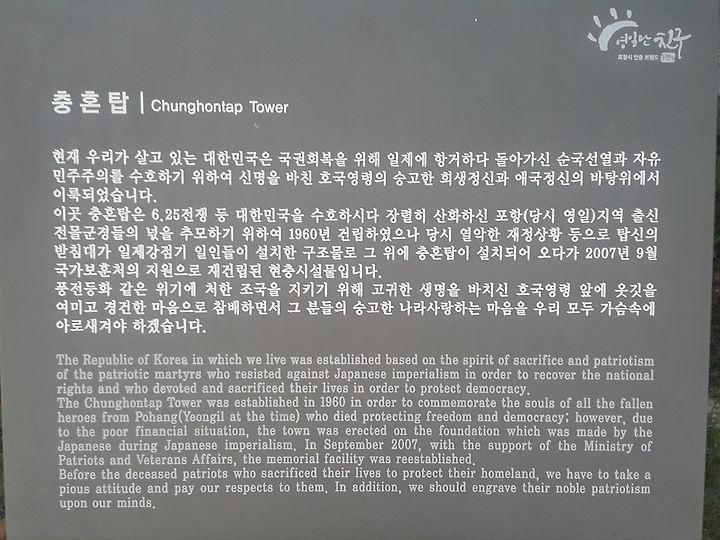 영일만 친구
포항시 인증 브랜드
충혼탑 | Chunghontap Tower
현재 우리가 살고 있는 대한민국은 국권회복을 위해 일제에 항거하다 돌아가신 순국선열과 자유
민주주의를 수호하기 위하여 신명을 바친 호국영령의 숭고한 희생정신과 애국정신의 바탕위에서
이룩되었습니다.
이곳 충혼탑은 6.25전쟁 등 대한민국을 수호하시다 장렬히 산화하신 포항(당시 영일)지역 출신
전몰군경들의 넋을 추모하기 위하여 1960년 건립하였으나 당시 열악한 재정상황 등으로 탑신의
받침대가 일제강점기 일인들이 설치한 구조물로 그 위에 충혼탑이 설치되어 오다가 2007년 9월
국가보훈처의 지원으로 재건립된 현충시설물입니다.
풍전등화 같은 위기에 처한 조국을 지키기 위해 고귀한 생명을 바치신 호국영령 앞에 옷깃을
여미고 경건한 마음으로 참배하면서 그 분들의 숭고한 나라사랑하는 마음을 우리 모두 가슴속에
아로새겨야 하겠습니다.
The Republic of Korea in which we live was established based on the spirit of sacrifice and patriotism
of the patriotic martyrs who resisted against Japanese imperialism in order to recover the national
rights and who devoted and sacrificed their lives in order to protect democracy.
The Chunghontap Tower was established in 1960 in order to commemorate the souls of all the fallen
heroes from Pohang(Yeongil at the time) who died protecting freedom and democracy; however, due
to the poor financial situation, the town was erected on the foundation which was made by the
Japanese during Japanese imperialism. In September 2007, with the support of the Ministry of
Patriots and Veterans Affairs, the memorial facility was reestablished.
Before the deceased patriots who sacrificed their lives to protect their homeland, we have to take a
pious attitude and pay our respects to them. In addition, we should engrave their noble patriotism
upon our minds.